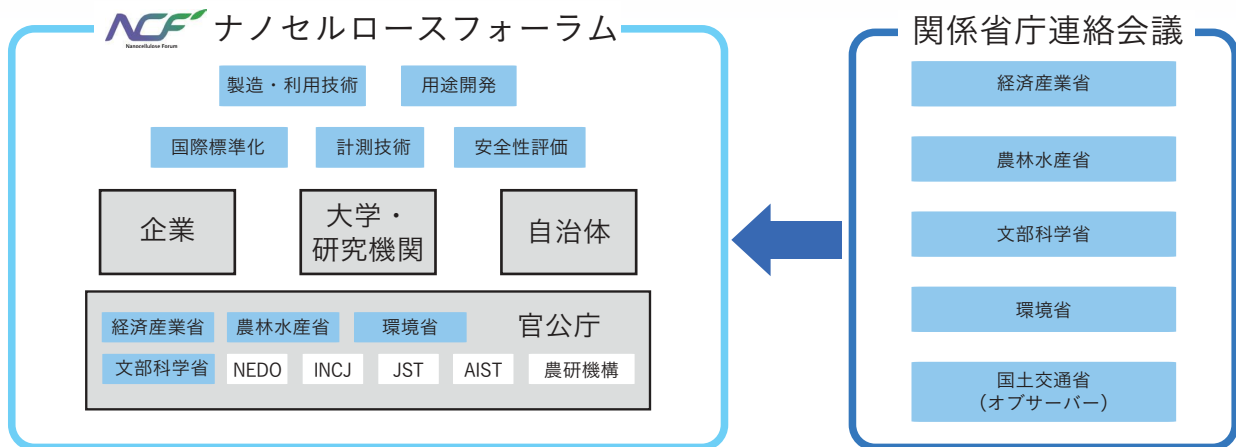 NCF
Nanocellulose Forum
ナノセルロースフォーラム
製造・利用技術
用途開発
国際標準化
計測技術
安全性評価
企業
大学・
研究機関
自治体
経済産業省
農林水産省
環境省
官公庁
文部科学省
NEDO
INCJ
JST
AIST
農研機構
関係省庁連絡会議
経済産業省
農林水産省
文部科学省
環境省
国土交通省
(オブサーバー)